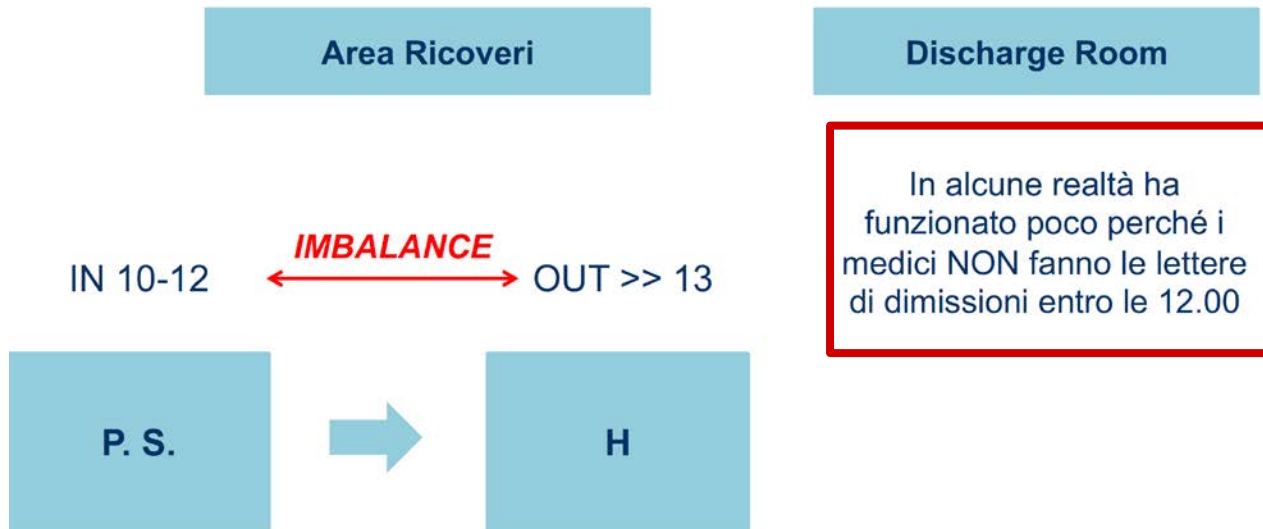 Area Ricoveri
Discharge Room
In alcune realtà ha
funzionato poco perché i
medici NON fanno le lettere
di dimissioni entro le 12.00
IMBALANCE
IN 10-12
OUT >> 13
P. S.
H